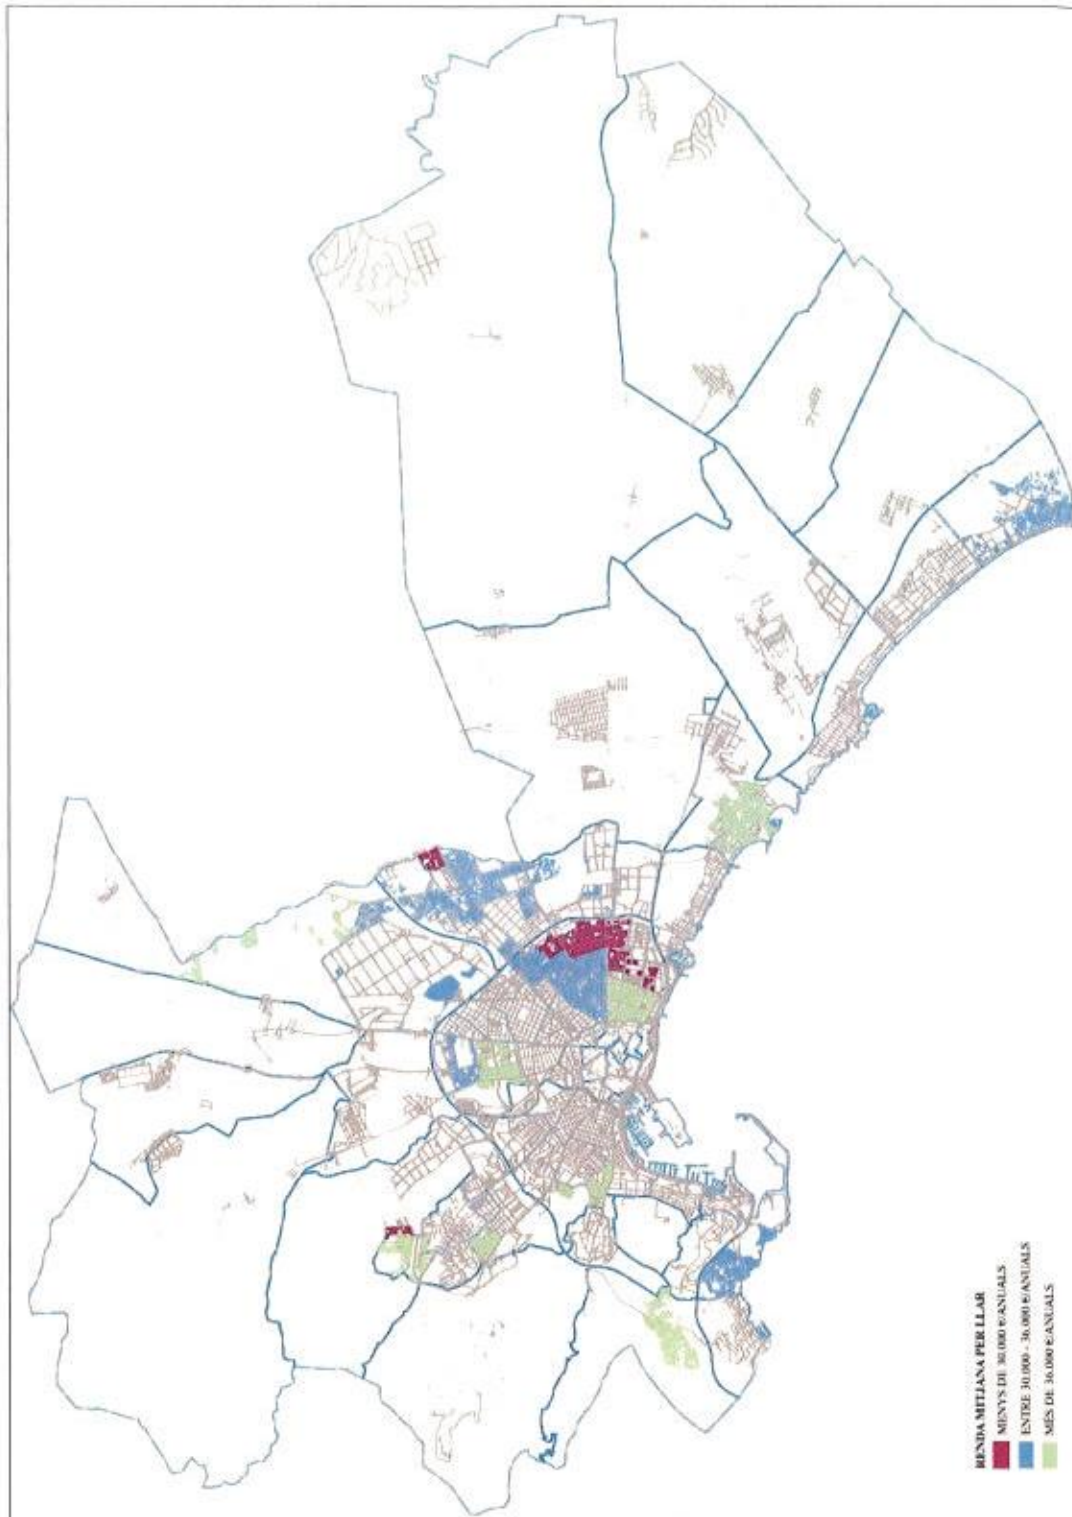 RENDA MITJANA PER LLAR
MENYS DE 30.000 €/ANUALS
ENTRE 30.000 - 36.000 €/ANUALS
MES DE 36.000 €/ANUALS